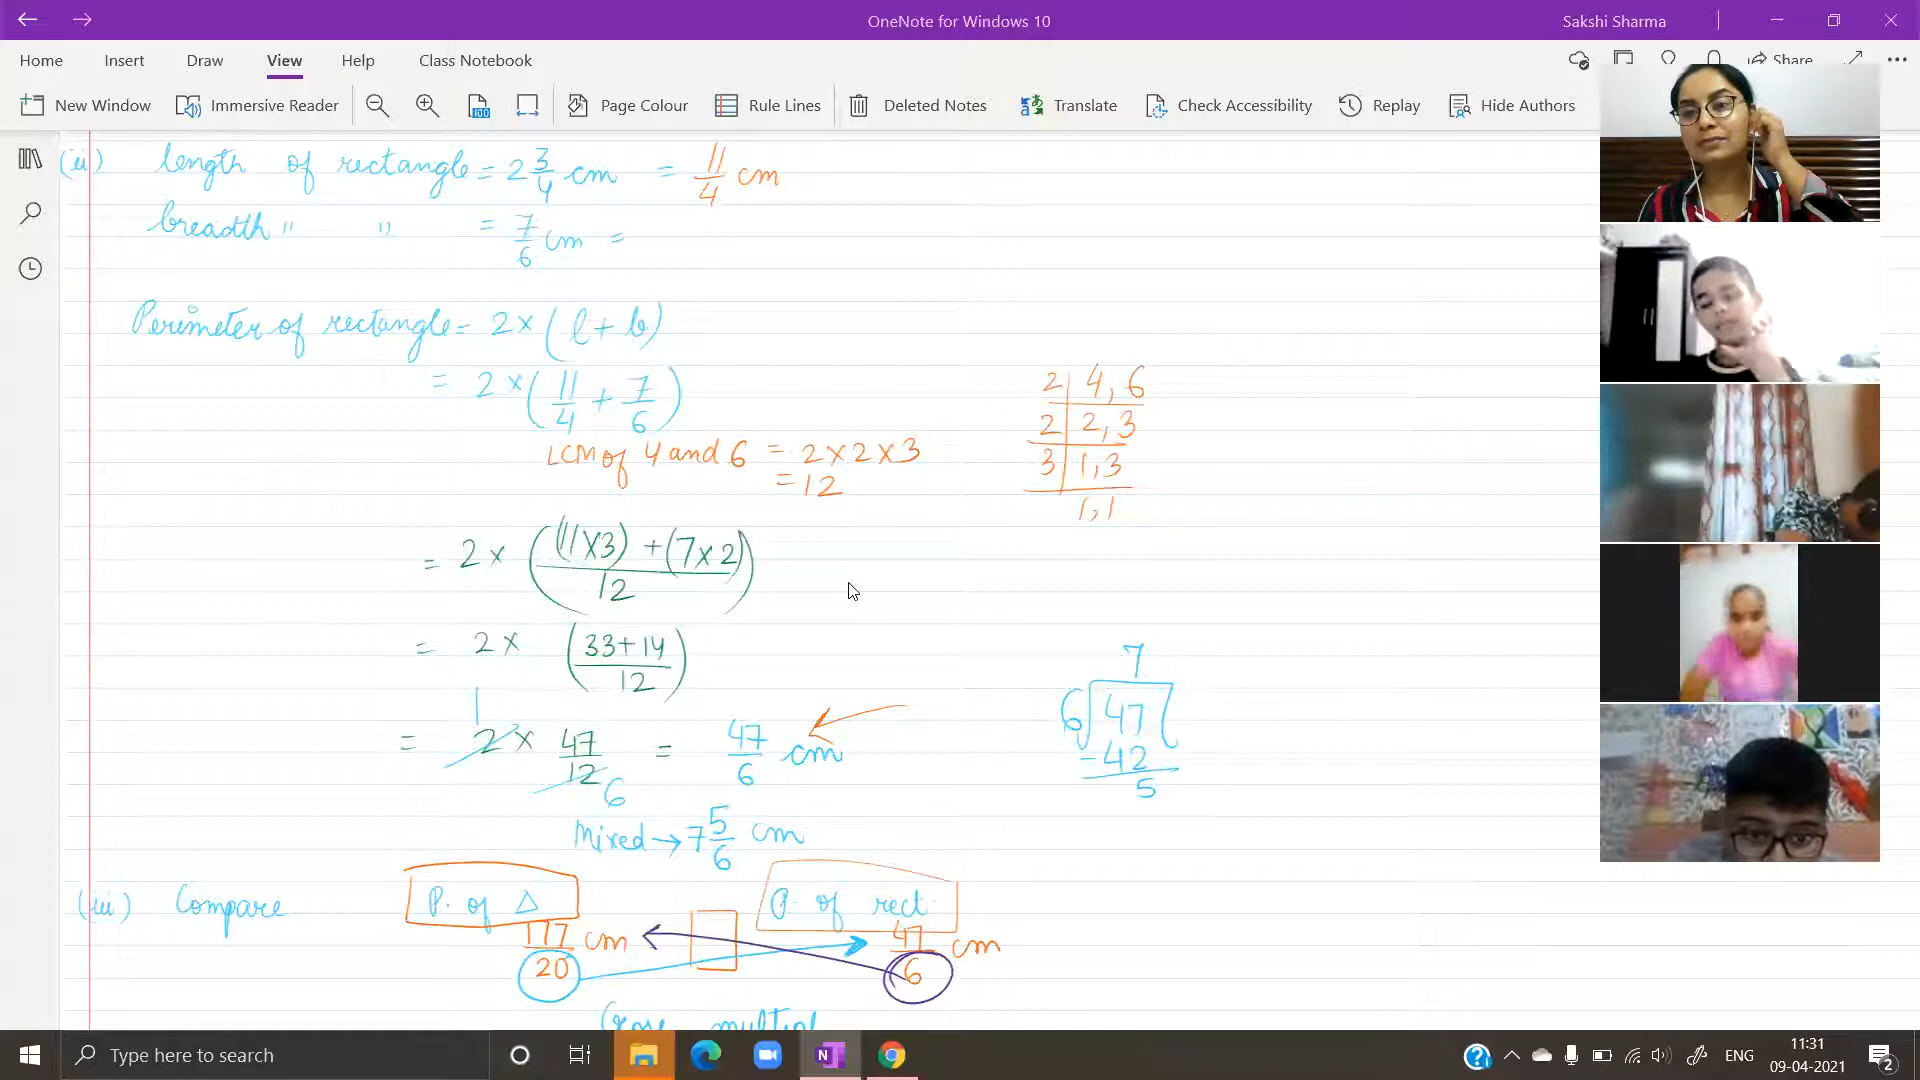 OneNote for Windows 10
Sakshi Sharma
Home Insert Draw View Help Class Notebook
Share
New Window Immersive Reader Page Colour Rule Lines Deleted Notes Translate Check Accessibility Replay Hide Authors
(ii) length of rectangle = 2 3/4 cm = 11/4 cm
breadth " " = 7/6 cm =
Perimeter of rectangle = 2 × (l + b)
= 2 × (11/4 + 7/6)
LCM of 4 and 6 = 2 × 2 × 3
= 12
2 | 4, 6
2 | 2, 3
3 | 1, 3
1, 1
= 2 × ((11 × 3) + (7 × 2) / 12)
= 2 × (33 + 14 / 12)
1
= 2 × 47/12 = 47/6 cm
6
Mixed → 7 5/6 cm
7
6 47
- 42
5
(iii) Compare P. of △ P. of rect.
117/20 cm 47/6 cm
Type here to search
ENG
11:31
09-04-2021
2